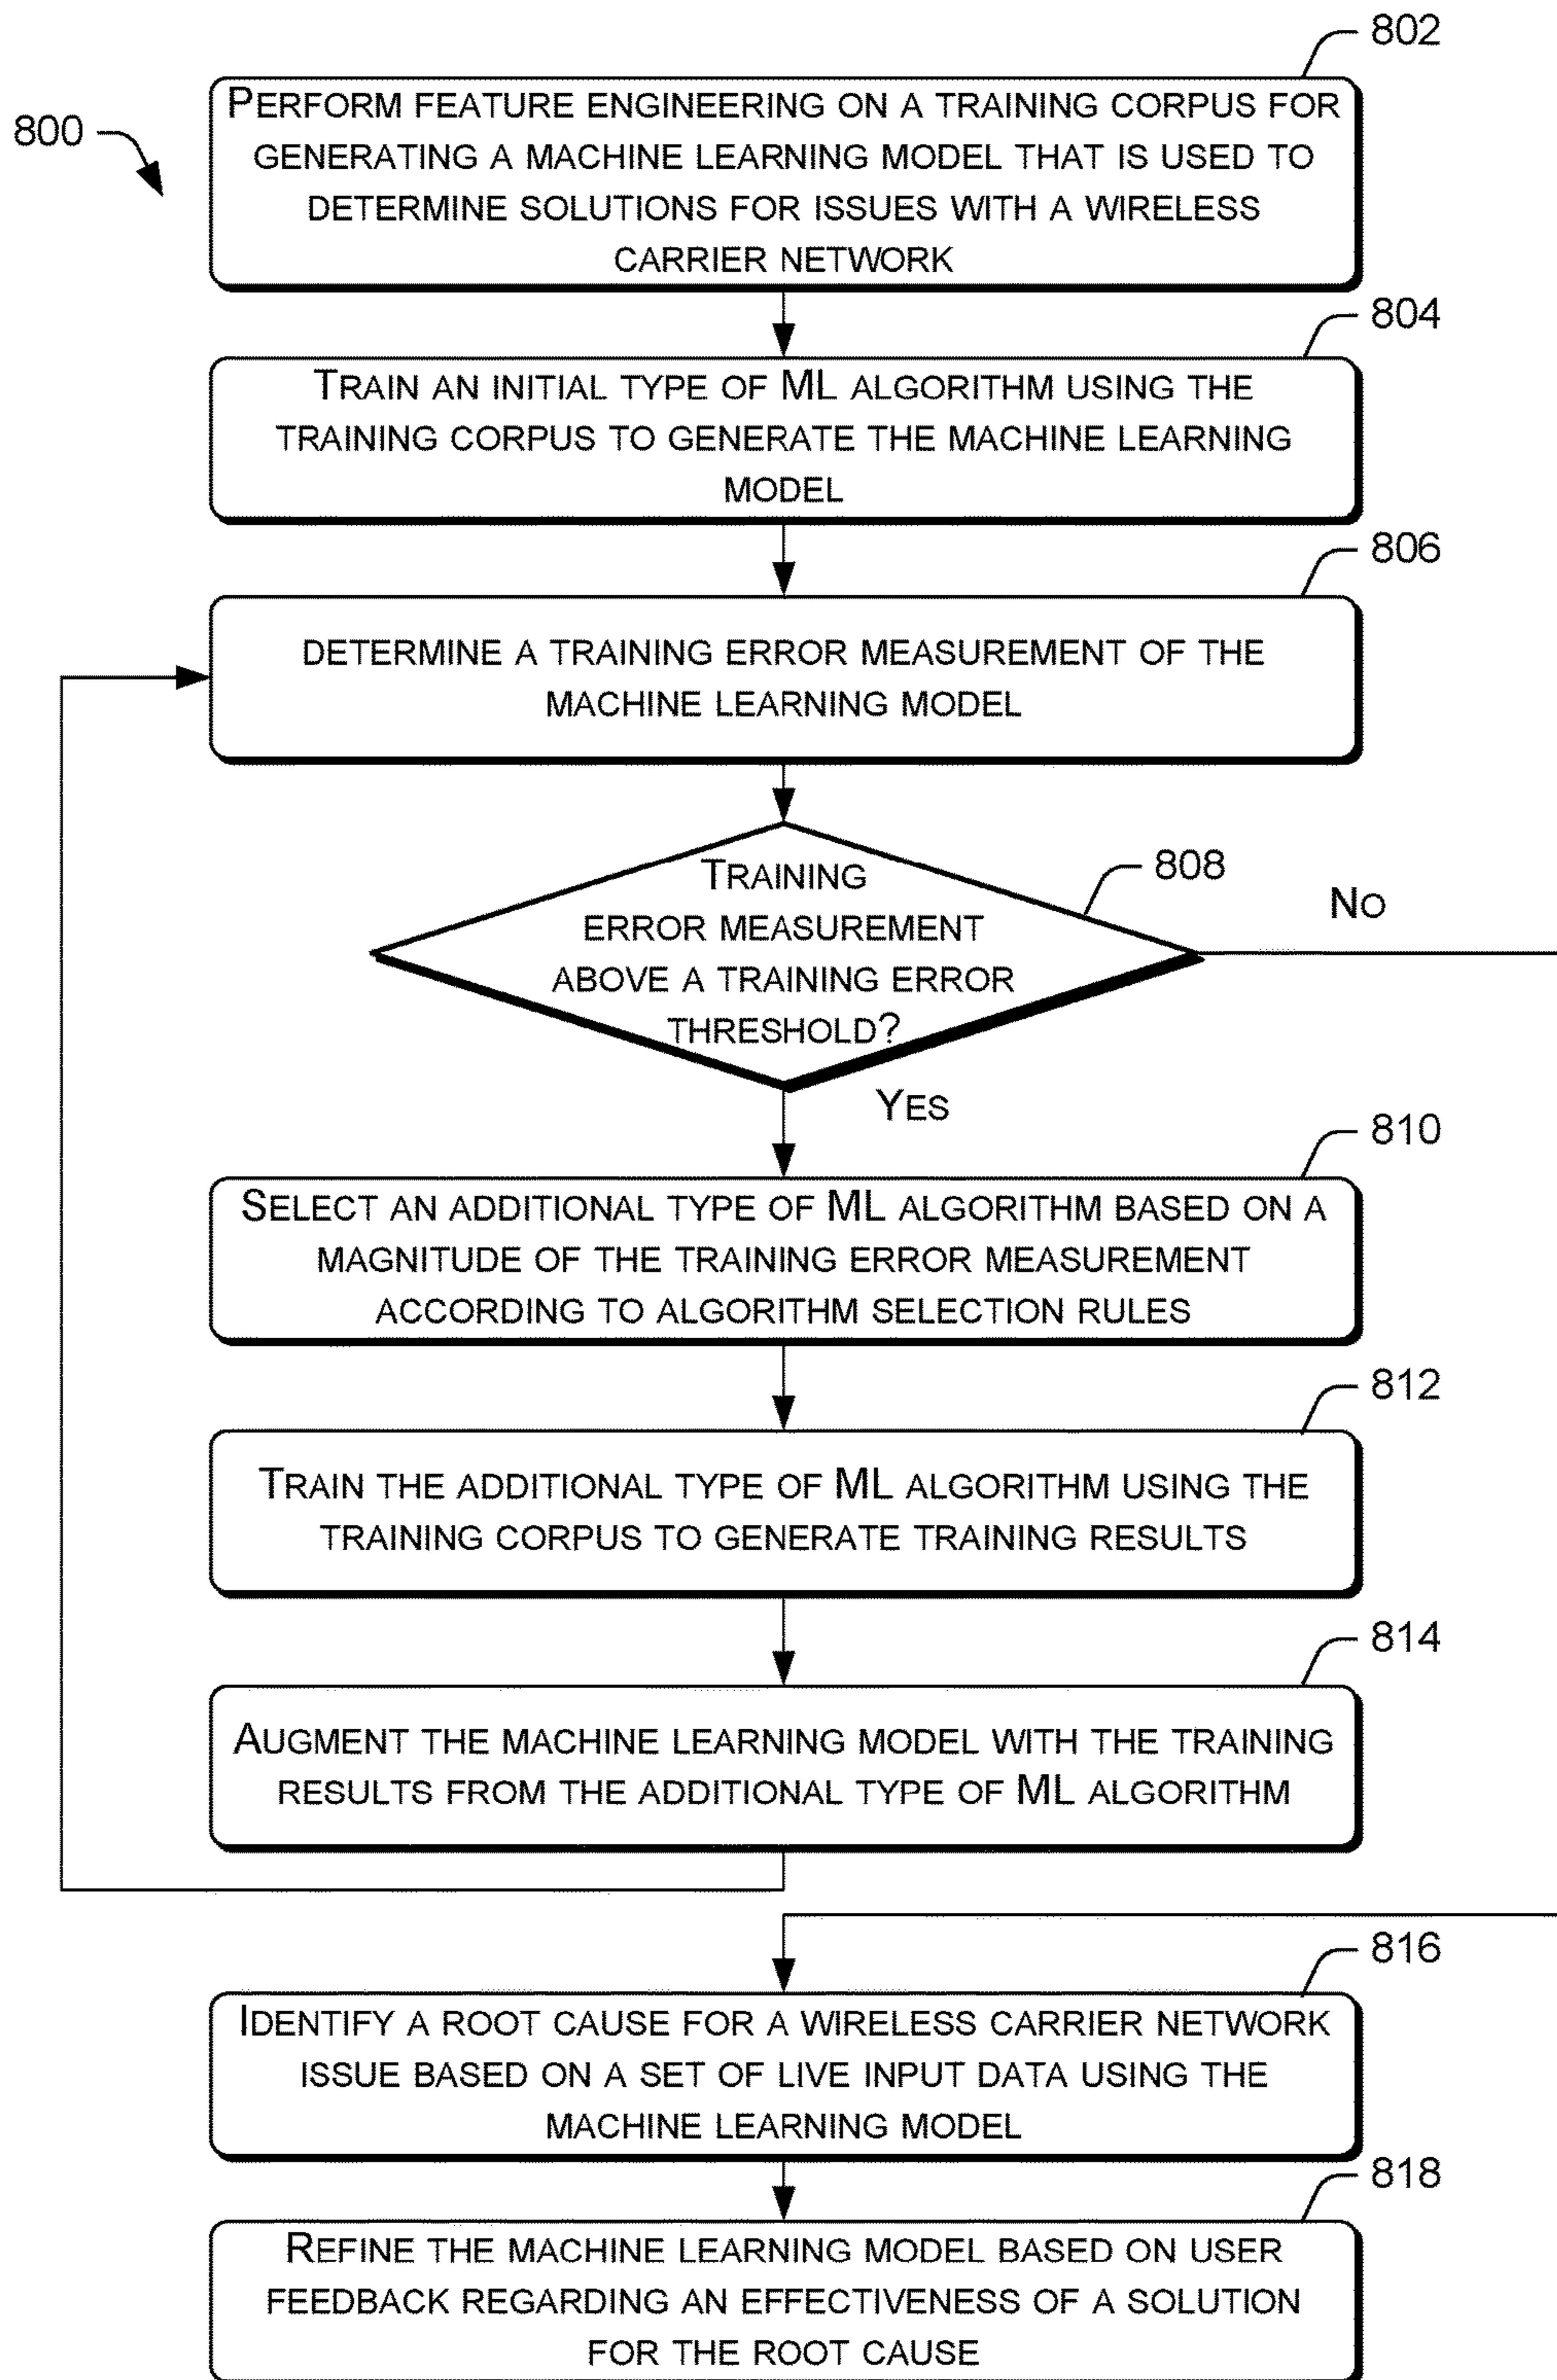 802
800
PERFORM FEATURE ENGINEERING ON A TRAINING CORPUS FOR
GENERATING A MACHINE LEARNING MODEL THAT IS USED TO
DETERMINE SOLUTIONS FOR ISSUES WITH A WIRELESS
CARRIER NETWORK
804
TRAIN AN INITIAL TYPE OF ML ALGORITHM USING THE
TRAINING CORPUS TO GENERATE THE MACHINE LEARNING
MODEL
806
DETERMINE A TRAINING ERROR MEASUREMENT OF THE
MACHINE LEARNING MODEL
808
TRAINING
ERROR MEASUREMENT
ABOVE A TRAINING ERROR
THRESHOLD?
NO
YES
810
SELECT AN ADDITIONAL TYPE OF ML ALGORITHM BASED ON A
MAGNITUDE OF THE TRAINING ERROR MEASUREMENT
ACCORDING TO ALGORITHM SELECTION RULES
812
TRAIN THE ADDITIONAL TYPE OF ML ALGORITHM USING THE
TRAINING CORPUS TO GENERATE TRAINING RESULTS
814
AUGMENT THE MACHINE LEARNING MODEL WITH THE TRAINING
RESULTS FROM THE ADDITIONAL TYPE OF ML ALGORITHM
816
IDENTIFY A ROOT CAUSE FOR A WIRELESS CARRIER NETWORK
ISSUE BASED ON A SET OF LIVE INPUT DATA USING THE
MACHINE LEARNING MODEL
818
REFINE THE MACHINE LEARNING MODEL BASED ON USER
FEEDBACK REGARDING AN EFFECTIVENESS OF A SOLUTION
FOR THE ROOT CAUSE